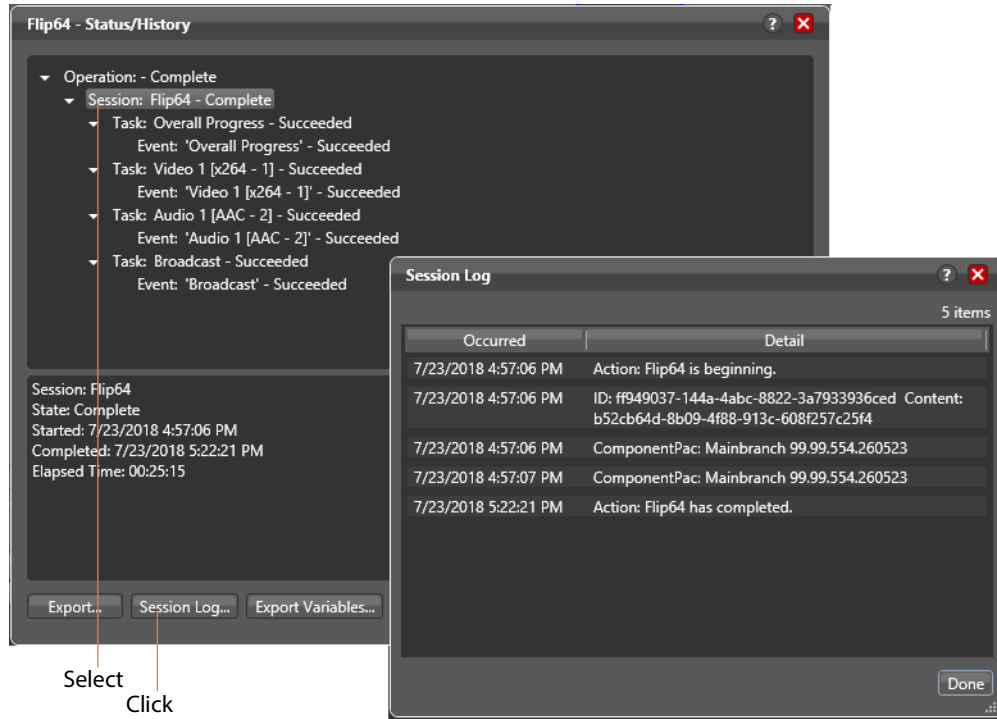 Flip64 - Status/History
?
Operation: - Complete
Session: Flip64 - Complete
Task: Overall Progress - Succeeded
Event: 'Overall Progress' - Succeeded
Task: Video 1 [x264 - 1] - Succeeded
Event: 'Video 1 [x264 - 1]' - Succeeded
Task: Audio 1 [AAC - 2] - Succeeded
Event: 'Audio 1 [AAC - 2]' - Succeeded
Task: Broadcast - Succeeded
Event: 'Broadcast' - Succeeded
Session: Flip64
State: Complete
Started: 7/23/2018 4:57:06 PM
Completed: 7/23/2018 5:22:21 PM
Elapsed Time: 00:25:15
Export...
Session Log...
Export Variables...
Select
Click
Session Log
?
5 items
Occurred Detail
7/23/2018 4:57:06 PM Action: Flip64 is beginning.
7/23/2018 4:57:06 PM ID: ff949037-144a-4abc-8822-3a7933936ced Content:
b52cb64d-8b09-4f88-913c-608f257c25f4
7/23/2018 4:57:06 PM ComponentPac: Mainbranch 99.99.554.260523
7/23/2018 4:57:07 PM ComponentPac: Mainbranch 99.99.554.260523
7/23/2018 5:22:21 PM Action: Flip64 has completed.
Done